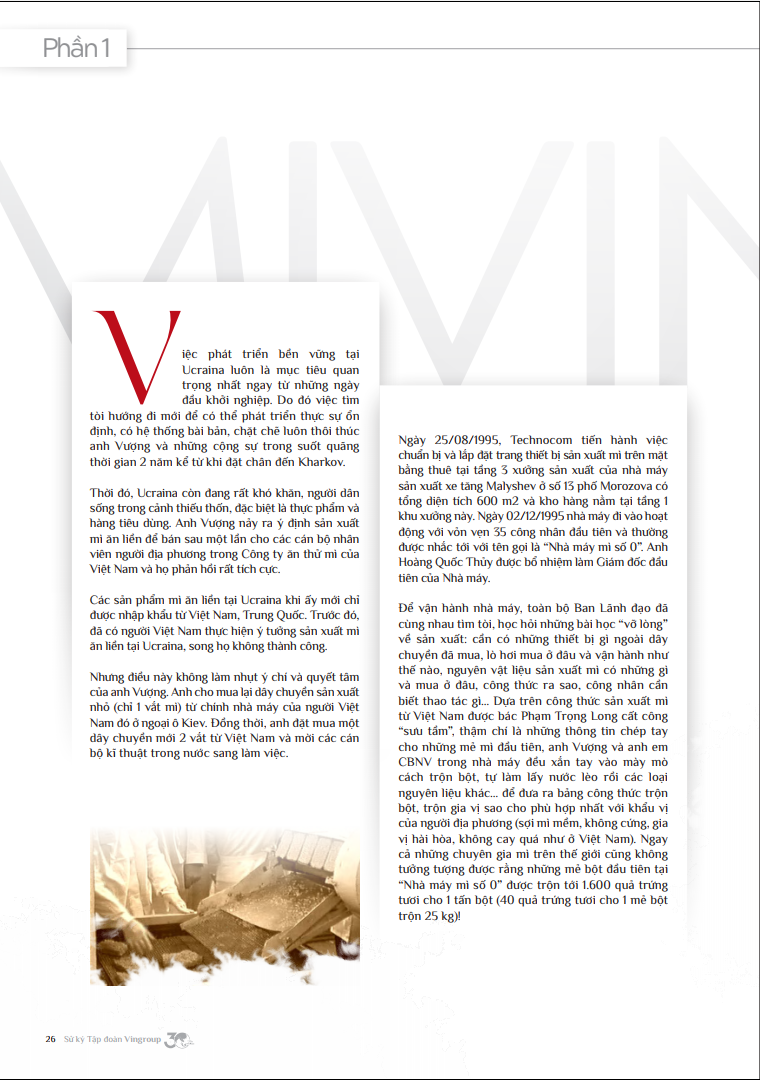 Phần 1
MIVIN
Việc phát triển bền vững tại
Ucraina luôn là mục tiêu quan
trọng nhất ngay từ những ngày
đầu khởi nghiệp. Do đó việc tìm
tòi hướng đi mới để có thể phát triển thực sự ổn
định, có hệ thống bài bản, chặt chẽ luôn thôi thúc
anh Vượng và những cộng sự trong suốt quãng
thời gian 2 năm kể từ khi đặt chân đến Kharkov.
Thời đó, Ucraina còn đang rất khó khăn, người dân
sống trong cảnh thiếu thốn, đặc biệt là thực phẩm và
hàng tiêu dùng. Anh Vượng nảy ra ý định sản xuất
mì ăn liền để bán sau một lần cho các cán bộ nhân
viên người địa phương trong Công ty ăn thử mì của
Việt Nam và họ phản hồi rất tích cực.
Các sản phẩm mì ăn liền tại Ucraina khi ấy mới chỉ
được nhập khẩu từ Việt Nam, Trung Quốc. Trước đó,
đã có người Việt Nam thực hiện ý tưởng sản xuất mì
ăn liền tại Ucraina, song họ không thành công.
Nhưng điều này không làm nhụt ý chí và quyết tâm
của anh Vượng. Anh cho mua lại dây chuyền sản xuất
nhỏ (chỉ 1 vắt mì) từ chính nhà máy của người Việt
Nam đó ở ngoại ô Kiev. Đồng thời, anh đặt mua một
dây chuyền mới 2 vắt từ Việt Nam và mời các cán
bộ kĩ thuật trong nước sang làm việc.
Ngày 25/08/1995, Technocom tiến hành việc
chuẩn bị và lắp đặt trang thiết bị sản xuất mì trên mặt
bằng thuê tại tầng 3 xưởng sản xuất của nhà máy
sản xuất xe tăng Malyshev ở số 13 phố Morozova có
tổng diện tích 600 m2 và kho hàng nằm tại tầng 1
khu xưởng này. Ngày 02/12/1995 nhà máy đi vào hoạt
động với vỏn vẹn 35 công nhân đầu tiên và thường
được nhắc tới với tên gọi là “Nhà máy mì số 0”. Anh
Hoàng Quốc Thủy được bổ nhiệm làm Giám đốc đầu
tiên của Nhà máy.
Để vận hành nhà máy, toàn bộ Ban Lãnh đạo đã
cùng nhau tìm tòi, học hỏi những bài học “vỡ lòng”
về sản xuất: cần có những thiết bị gì ngoài dây
chuyền đã mua, lò hơi mua ở đâu và vận hành như
thế nào, nguyên vật liệu sản xuất mì có những gì
và mua ở đâu, công thức ra sao, công nhân cần
biết thao tác gì... Dựa trên công thức sản xuất mì
từ Việt Nam được bác Phạm Trọng Long cất công
“sưu tầm”, thậm chí là những thông tin chép tay
cho những mẻ mì đầu tiên, anh Vượng và anh em
CBNV trong nhà máy đều xắn tay vào mày mò
cách trộn bột, tự làm lấy nước lèo rồi các loại
nguyên liệu khác... để đưa ra bảng công thức trộn
bột, trộn gia vị sao cho phù hợp nhất với khẩu vị
của người địa phương (sợi mì mềm, không cứng, gia
vị hài hòa, không cay quá như ở Việt Nam). Ngay
cả những chuyên gia mì trên thế giới cũng không
tưởng tượng được rằng những mẻ bột đầu tiên tại
“Nhà máy mì số 0” được trộn tới 1.600 quả trứng
tươi cho 1 tấn bột (40 quả trứng tươi cho 1 mẻ bột
trộn 25 kg)!
26 Sử ký Tập đoàn Vingroup 30